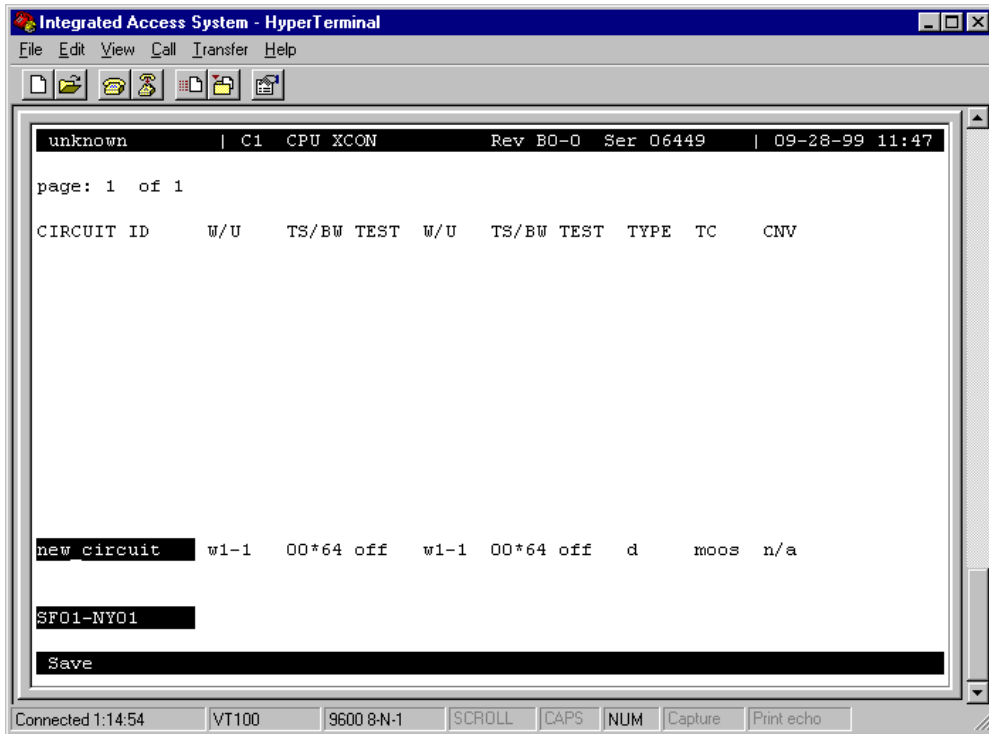 Integrated Access System - HyperTerminal
File Edit View Call Transfer Help
unknown | C1 CPU XCON Rev B0-0 Ser 06449 | 09-28-99 11:47
page: 1 of 1
CIRCUIT ID W/U TS/BW TEST W/U TS/BW TEST TYPE TC CNV
new_circuit w1-1 00*64 off w1-1 00*64 off d moos n/a
SF01-NY01
Save
Connected 1:14:54 VT100 9600 8-N-1 SCROLL CAPS NUM Capture Print echo